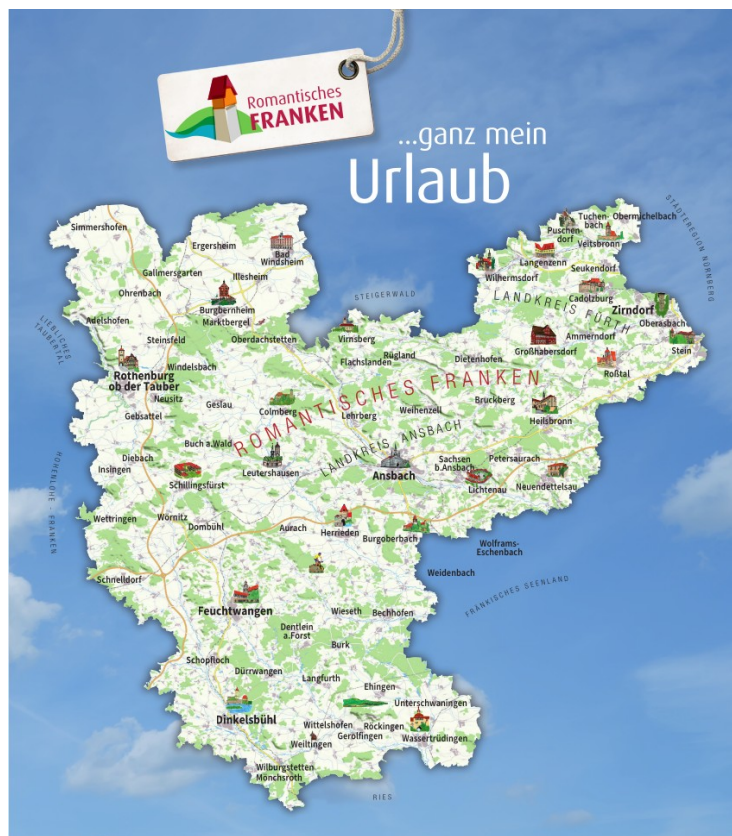 Romantisches
FRANKEN
...ganz mein
Urlaub
Simmershofen
Ergersheim
Bad
Windsheim
Gallmersgarten
Illesheim
Ohrenbach
Burgbernheim
Marktbergel
Adelshofen
Steinsfeld
Oberdachstetten
LIEBLICHES
TAUBERTAL
STEIGERWALD
Virnsberg
Flachslanden
Rügland
Dietenhofen
Tuchen-
bach
Obermichelbach
Puschen-
dorf
Veitsbronn
Langenzenn
Seukendorf
Wilhermsdorf
Cadolzburg
LANDKREIS FÜRTH
Zirndorf
Oberasbach
Ammerndorf
Stein
Großhabersdorf
Roßtal
STÄDTEREGION NÜRNBERG
Rothenburg
ob der Tauber
Windelsbach
Neusitz
Gebsattel
Geslau
Colmberg
ROMANTISCHES FRANKEN
Lehrberg
Weihenzell
Bruckberg
Heilsbronn
LANDKREIS ANSBACH
Buch a.Wald
Diebach
Insingen
Schillingsfürst
Leutershausen
Ansbach
Sachsen
b.Ansbach
Petersaurach
Lichtenau
Neuendettelsau
HOHENLOHE FRANKEN
Wettringen
Wörnitz
Dombühl
Aurach
Herrieden
Burgoberbach
Wolframs-
Eschenbach
Weidenbach
FRÄNKISCHES SEENLAND
Schnelldorf
Feuchtwangen
Wieseth
Bechhofen
Dentlein
a.Forst
Burk
Schopfloch
Dürrwangen
Langfurth
Ehingen
Unterschwaningen
Dinkelsbühl
Wittelshofen
Röckingen
Gerolfingen
Wassertrüdingen
Weiltingen
Wilburgstetten
Mönchsroth
RIES